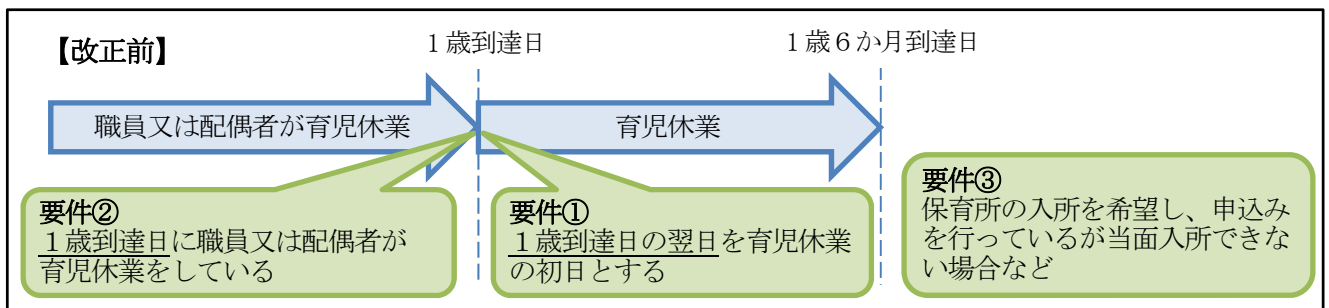 【改正前】
1歳到達日
1歳6か月到達日
職員又は配偶者が育児休業
育児休業
要件②
1歳到達日に職員又は配偶者が
育児休業をしている
要件①
1歳到達日の翌日を育児休業
の初日とする
要件③
保育所の入所を希望し、申込み
を行っているが当面入所できな
い場合など